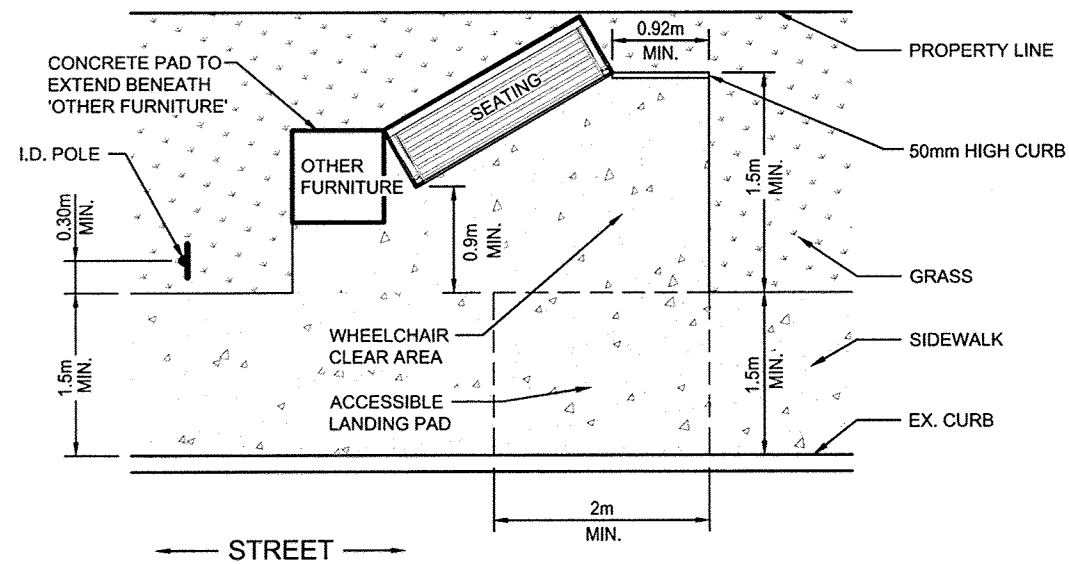 0.92m
MIN.
PROPERTY LINE
CONCRETE PAD TO
EXTEND BENEATH
'OTHER FURNITURE'
SEATING
I.D. POLE
50mm HIGH CURB
OTHER
FURNITURE
0.30m
MIN.
0.9m
MIN.
1.5m
MIN.
GRASS
WHEELCHAIR
CLEAR AREA
SIDEWALK
1.5m
MIN.
1.5m
MIN.
ACCESSIBLE
LANDING PAD
EX. CURB
2m
MIN.
STREET